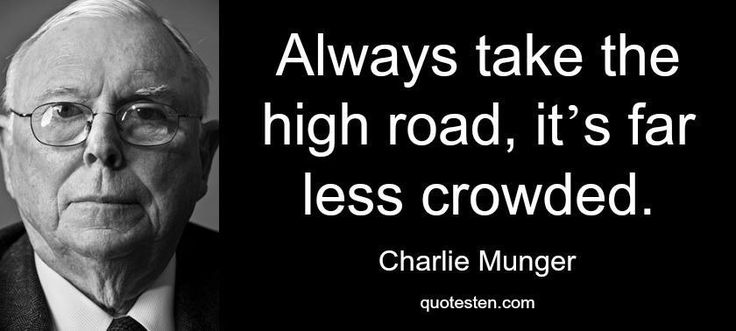 Always take the
high road, it’s far
less crowded.
Charlie Munger
quotesten.com